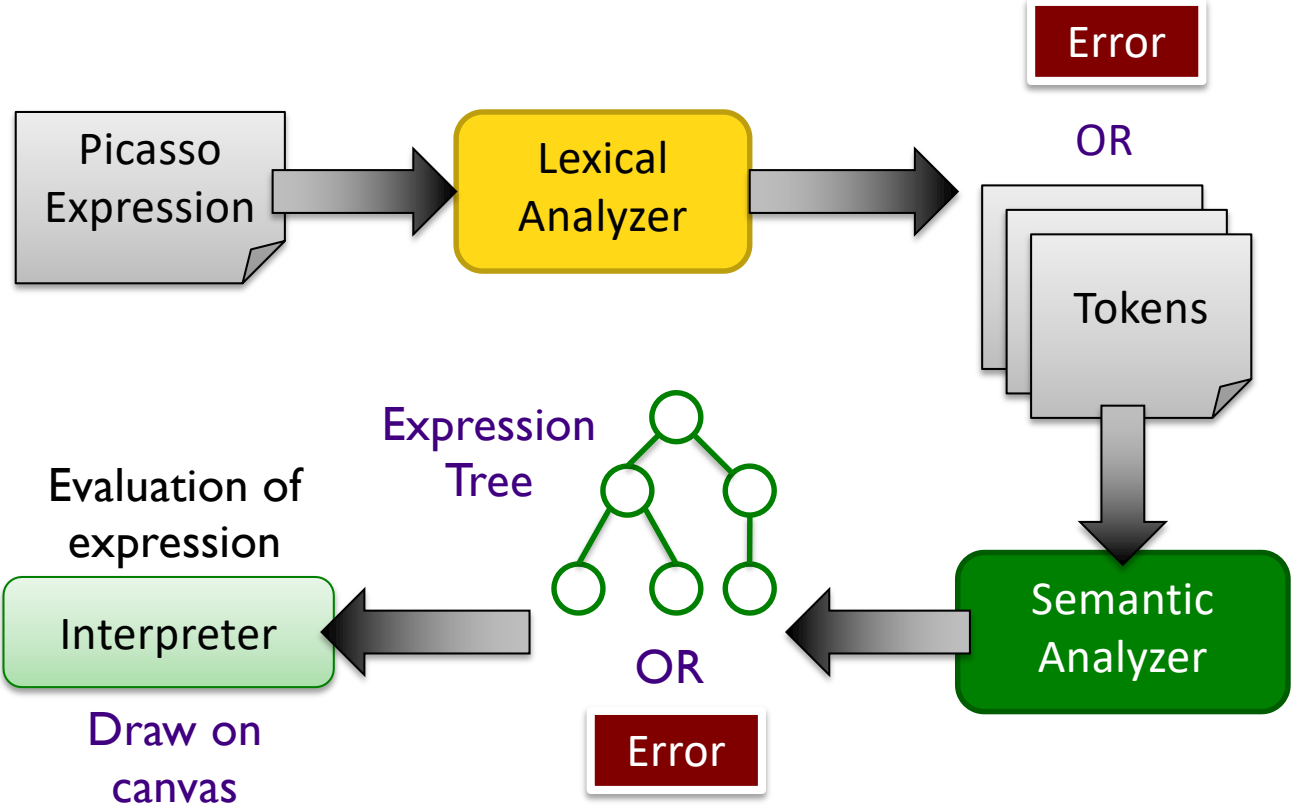 Picasso
Expression
Lexical
Analyzer
Error
OR
Tokens
Semantic
Analyzer
Expression
Tree
OR
Error
Evaluation of
expression
Interpreter
Draw on
canvas